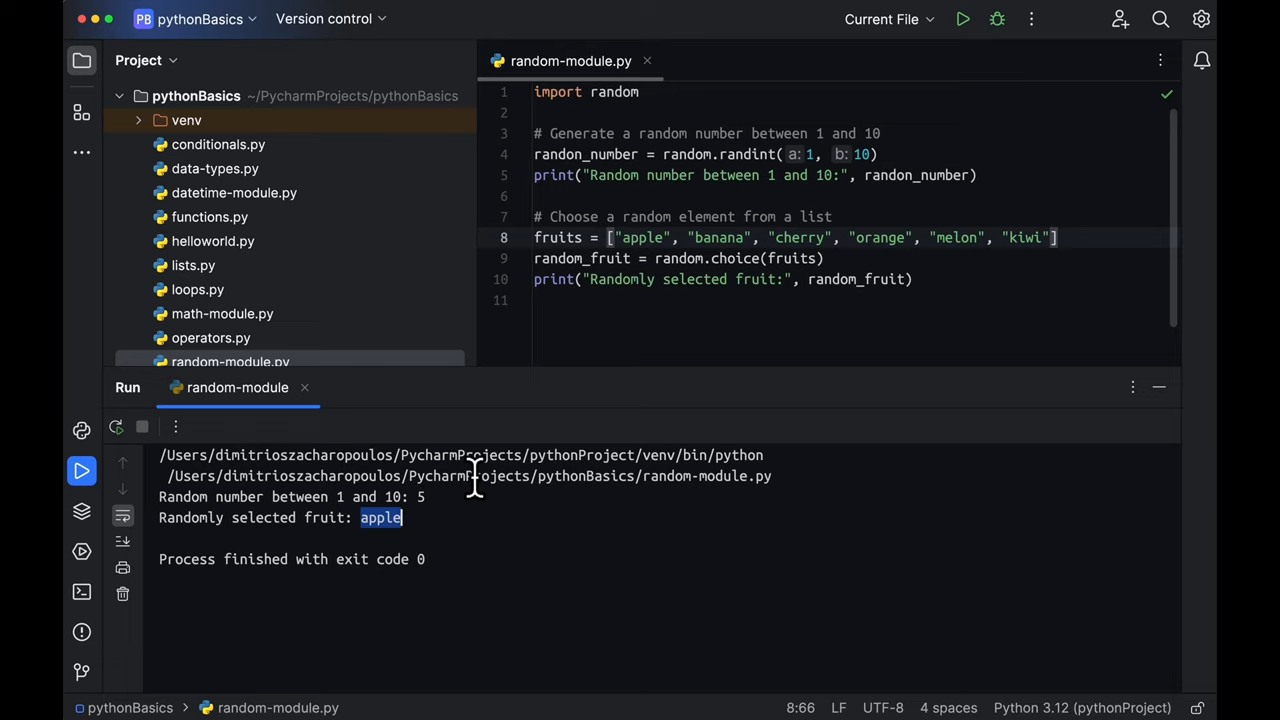 PB pythonBasics Version control Current File
Project
random-module.py
pythonBasics ~/PycharmProjects/pythonBasics
venv
conditionals.py
data-types.py
datetime-module.py
functions.py
helloworld.py
lists.py
loops.py
math-module.py
operators.py
random-module.py
1 import random
2
3 # Generate a random number between 1 and 10
4 randon_number = random.randint( a: 1, b: 10)
5 print("Random number between 1 and 10:", randon_number)
6
7 # Choose a random element from a list
8 fruits = ["apple", "banana", "cherry", "orange", "melon", "kiwi"]
9 random_fruit = random.choice(fruits)
10 print("Randomly selected fruit:", random_fruit)
11
Run random-module
/Users/dimitrioszacharopoulos/PycharmProjects/pythonProject/venv/bin/python
/Users/dimitrioszacharopoulos/PycharmProjects/pythonBasics/random-module.py
Random number between 1 and 10: 5
Randomly selected fruit: apple
Process finished with exit code 0
pythonBasics random-module.py 8:66 LF UTF-8 4 spaces Python 3.12 (pythonProject)